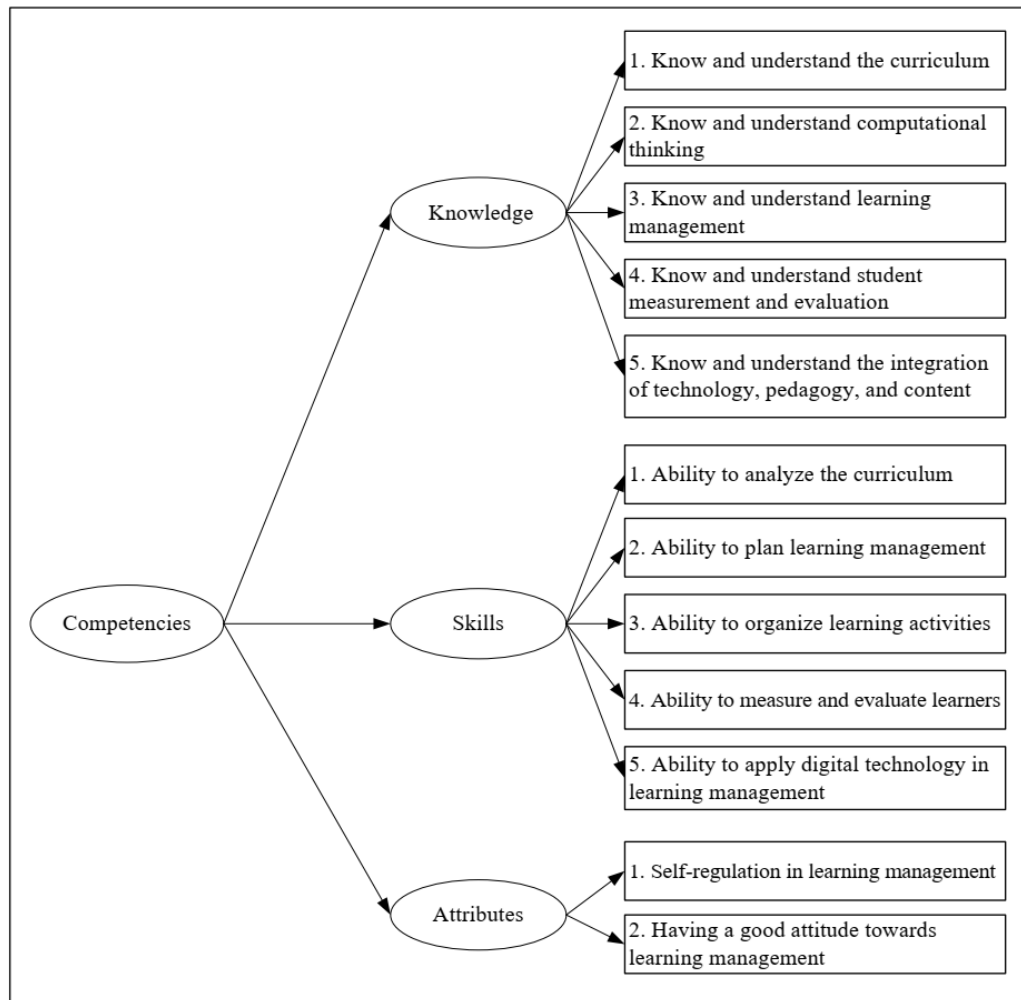 1. Know and understand the curriculum
2. Know and understand computational
thinking
Knowledge
3. Know and understand learning
management
4. Know and understand student
measurement and evaluation
5. Know and understand the integration
of technology, pedagogy, and content
1. Ability to analyze the curriculum
2. Ability to plan learning management
Competencies
Skills
3. Ability to organize learning activities
4. Ability to measure and evaluate learners
5. Ability to apply digital technology in
learning management
1. Self-regulation in learning management
Attributes
2. Having a good attitude towards
learning management